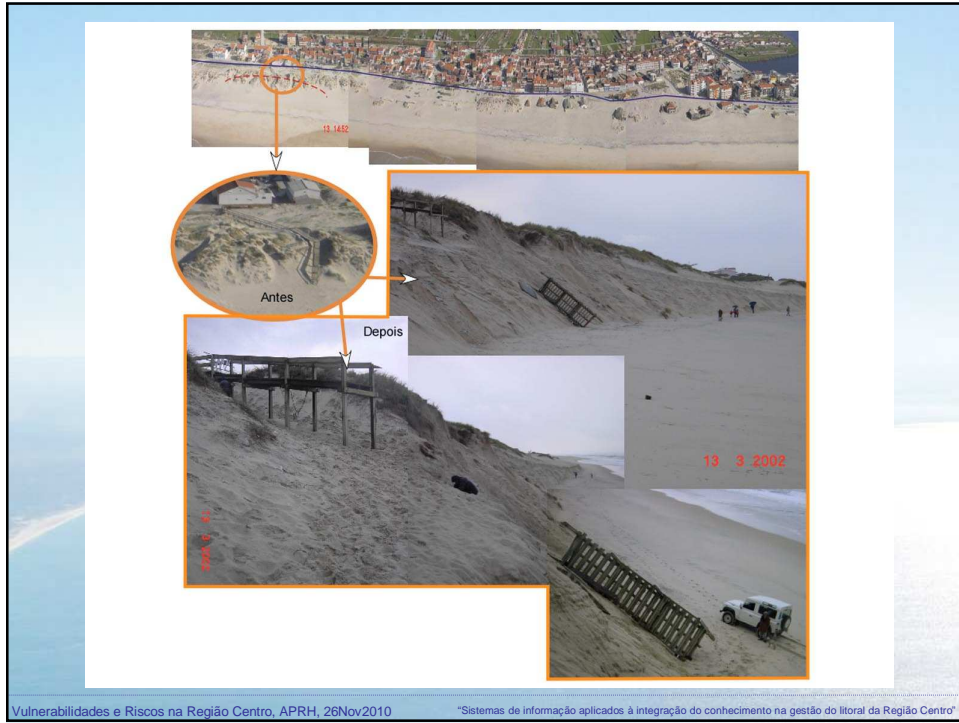 13.1452
Antes
Depois
13 3 2002
Vulnerabilidades e Riscos na Região Centro, APRH, 26Nov2010
“Sistemas de informação aplicados à integração do conhecimento na gestão do litoral da Região Centro”